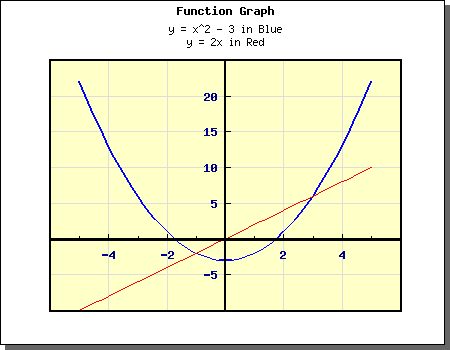 Function Graph
y = x^2 - 3 in Blue
y = 2x in Red
20
15
10
5
-4 -2 2 4
-5